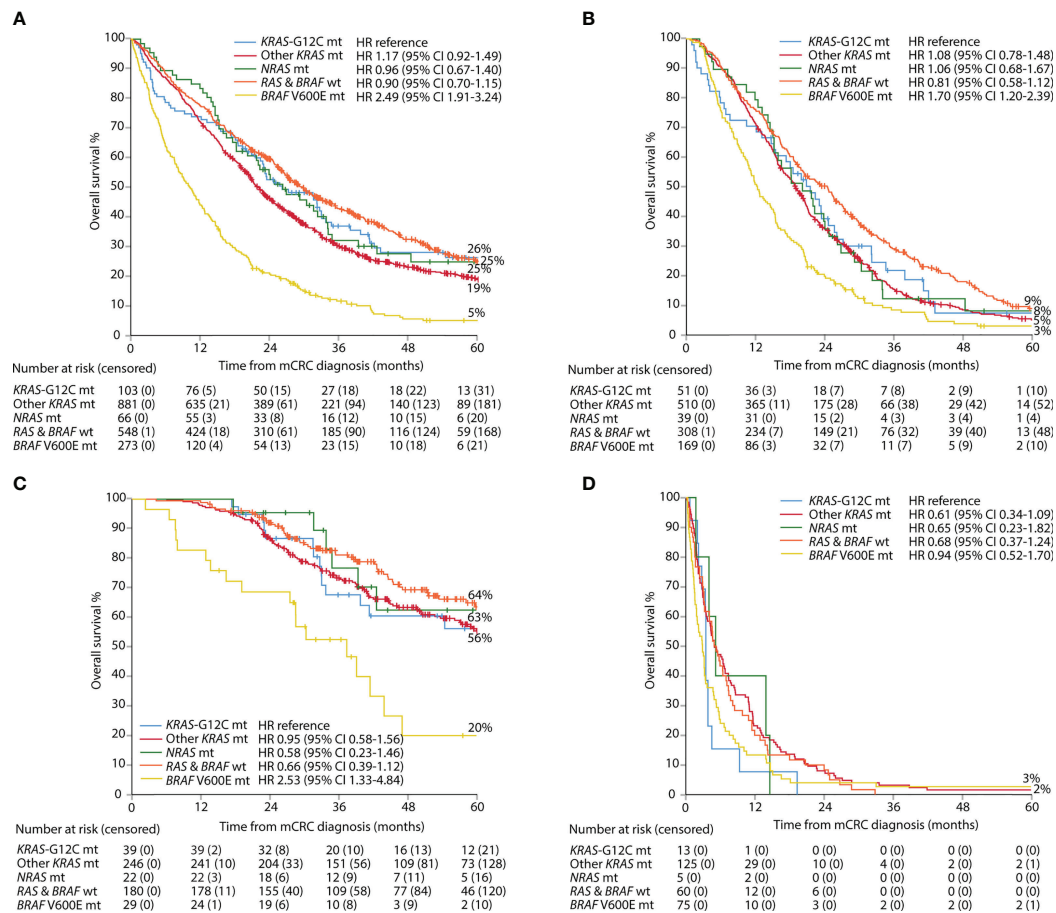 A
Overall survival %
100
90
80
70
60
50
40
30
20
10
0
KRAS-G12C mt HR reference
Other KRAS mt HR 1.17 (95% CI 0.92-1.49)
NRAS mt HR 0.96 (95% CI 0.67-1.40)
RAS & BRAF wt HR 0.90 (95% CI 0.70-1.15)
BRAF V600E mt HR 2.49 (95% CI 1.91-3.24)
26%
25%
25%
19%
5%
0 12 24 36 48 60
Number at risk (censored) Time from mCRC diagnosis (months)
KRAS-G12C mt 103 (0) 76 (5) 50 (15) 27 (18) 18 (22) 13 (31)
Other KRAS mt 881 (0) 635 (21) 389 (61) 221 (94) 140 (123) 89 (181)
NRAS mt 66 (0) 55 (3) 33 (8) 16 (12) 10 (15) 6 (20)
RAS & BRAF wt 548 (1) 424 (18) 310 (61) 185 (90) 116 (124) 59 (168)
BRAF V600E mt 273 (0) 120 (4) 54 (13) 23 (15) 10 (18) 6 (21)
B
Overall survival %
100
90
80
70
60
50
40
30
20
10
0
KRAS-G12C mt HR reference
Other KRAS mt HR 1.08 (95% CI 0.78-1.48)
NRAS mt HR 1.06 (95% CI 0.68-1.67)
RAS & BRAF wt HR 0.81 (95% CI 0.58-1.12)
BRAF V600E mt HR 1.70 (95% CI 1.20-2.39)
9%
8%
5%
3%
0 12 24 36 48 60
Number at risk (censored) Time from mCRC diagnosis (months)
KRAS-G12C mt 51 (0) 36 (3) 18 (7) 7 (8) 2 (9) 1 (10)
Other KRAS mt 510 (0) 365 (11) 175 (28) 66 (38) 29 (42) 14 (52)
NRAS mt 39 (0) 31 (0) 15 (2) 4 (3) 3 (4) 1 (4)
RAS & BRAF wt 308 (1) 234 (7) 149 (21) 76 (32) 39 (40) 13 (48)
BRAF V600E mt 169 (0) 86 (3) 32 (7) 11 (7) 5 (9) 2 (10)
C
Overall survival %
100
90
80
70
60
50
40
30
20
10
0
64%
63%
56%
20%
KRAS-G12C mt HR reference
Other KRAS mt HR 0.95 (95% CI 0.58-1.56)
NRAS mt HR 0.58 (95% CI 0.23-1.46)
RAS & BRAF wt HR 0.66 (95% CI 0.39-1.12)
BRAF V600E mt HR 2.53 (95% CI 1.33-4.84)
0 12 24 36 48 60
Number at risk (censored) Time from mCRC diagnosis (months)
KRAS-G12C mt 39 (0) 39 (2) 32 (8) 20 (10) 16 (13) 12 (21)
Other KRAS mt 246 (0) 241 (10) 204 (33) 151 (56) 109 (81) 73 (128)
NRAS mt 22 (0) 22 (3) 18 (6) 12 (9) 7 (11) 5 (16)
RAS & BRAF wt 180 (0) 178 (11) 155 (40) 109 (58) 77 (84) 46 (120)
BRAF V600E mt 29 (0) 24 (1) 19 (6) 10 (8) 3 (9) 2 (10)
D
Overall survival %
100
90
80
70
60
50
40
30
20
10
0
KRAS-G12C mt HR reference
Other KRAS mt HR 0.61 (95% CI 0.34-1.09)
NRAS mt HR 0.65 (95% CI 0.23-1.82)
RAS & BRAF wt HR 0.68 (95% CI 0.37-1.24)
BRAF V600E mt HR 0.94 (95% CI 0.52-1.70)
3%
2%
0 12 24 36 48 60
Number at risk (censored) Time from mCRC diagnosis (months)
KRAS-G12C mt 13 (0) 1 (0) 0 (0) 0 (0) 0 (0) 0 (0)
Other KRAS mt 125 (0) 29 (0) 10 (0) 4 (0) 2 (0) 2 (1)
NRAS mt 5 (0) 2 (0) 0 (0) 0 (0) 0 (0) 0 (0)
RAS & BRAF wt 60 (0) 12 (0) 6 (0) 0 (0) 0 (0) 0 (0)
BRAF V600E mt 75 (0) 10 (0) 3 (0) 2 (0) 2 (0) 2 (1)